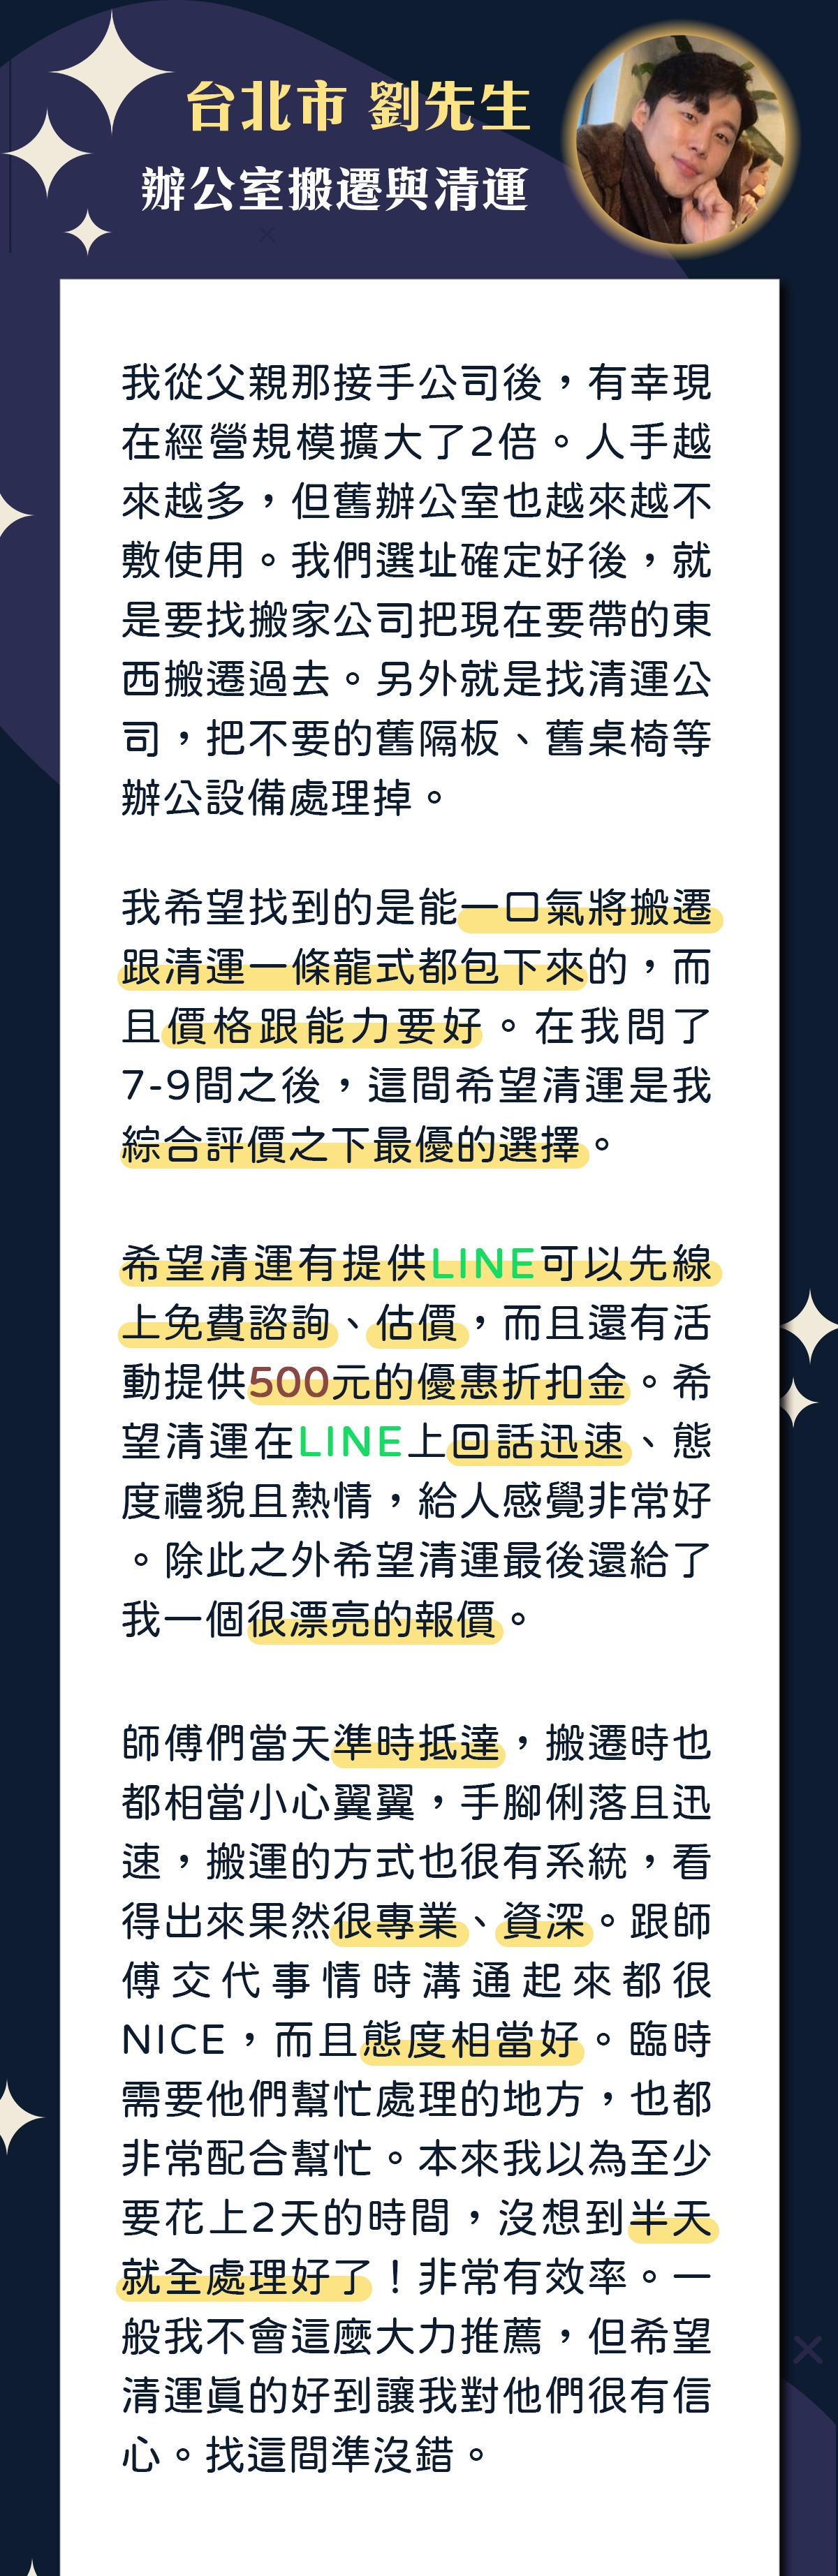 台北市 劉先生
辦公室搬遷與清運
我從父親那接手公司後，有幸現
在經營規模擴大了2倍。人手越
來越多，但舊辦公室也越來越不
敷使用。我們選址確定好後，就
是要找搬家公司把現在要帶的東
西搬遷過去。另外就是找清運公
司，把不要的舊隔板、舊桌椅等
辦公設備處理掉。
我希望找到的是能一口氣將搬遷
跟清運一條龍式都包下來的，而
且價格跟能力要好。在我問了
7-9間之後，這間希望清運是我
綜合評價之下最優的選擇。
希望清運有提供LINE可以先線
上免費諮詢、估價，而且還有活
動提供500元的優惠折扣金。希
望清運在LINE上回話迅速、態
度禮貌且熱情，給人感覺非常好
。除此之外希望清運最後還給了
我一個很漂亮的報價。
師傅們當天準時抵達，搬遷時也
都相當小心翼翼，手腳俐落且迅
速，搬運的方式也很有系統，看
得出來果然很專業、資深。跟師
傅交代事情時溝通起來都很
NICE，而且態度相當好。臨時
需要他們幫忙處理的地方，也都
非常配合幫忙。本來我以為至少
要花上2天的時間，沒想到半天
就全處理好了！非常有效率。一
般我不會這麼大力推薦，但希望
清運真的好到讓我對他們很有信
心。找這間準沒錯。